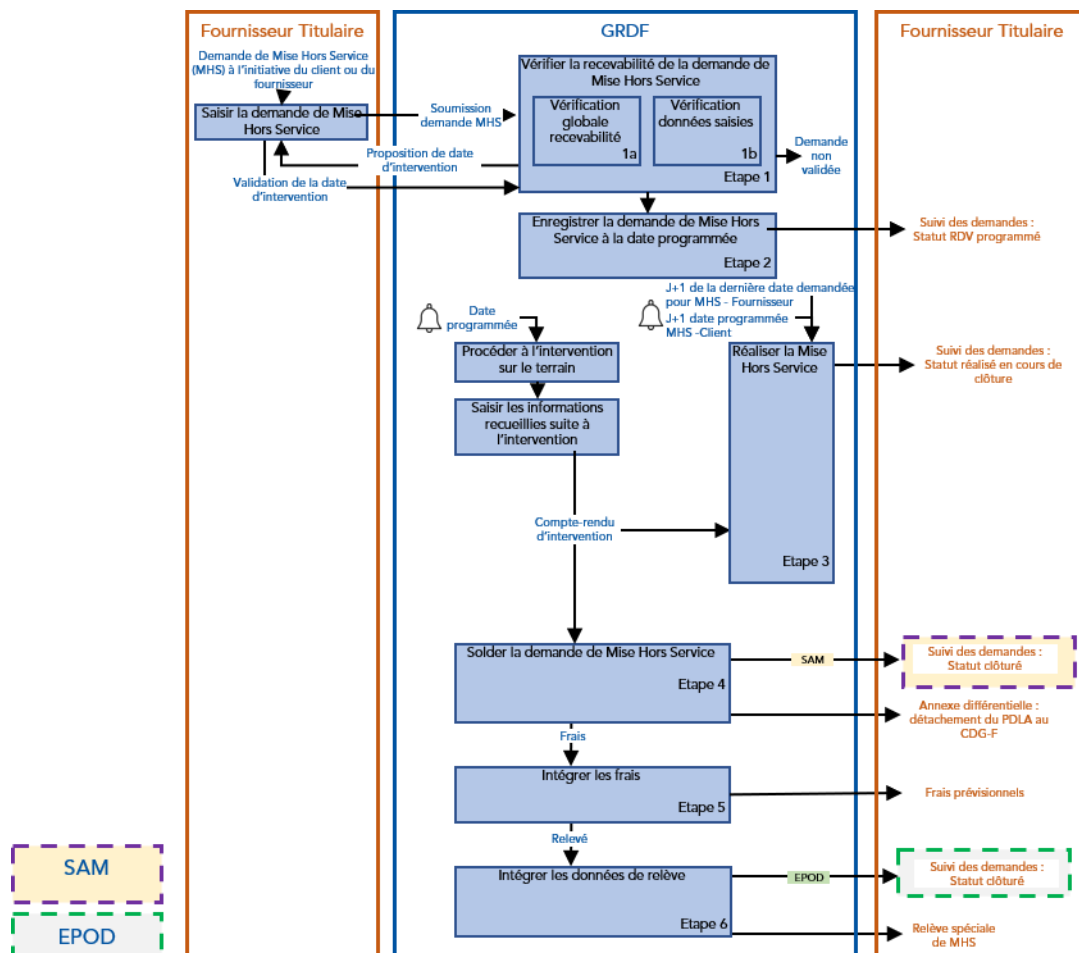 Fournisseur Titulaire
GRDF
Fournisseur Titulaire
Demande de Mise Hors Service
(MHS) à l'initiative du client ou du
fournisseur
Saisir la demande de Mise
Hors Service
Soumission
demande MHS
Proposition de date
d'intervention
Validation de la date
d'intervention
Vérifier la recevabilité de la demande de
Mise Hors Service
Vérification
globale
recevabilité
1a
Vérification
données saisies
1b
Etape 1
Demande
non
validée
Enregistrer la demande de Mise Hors
Service à la date programmée
Etape 2
Suivi des demandes :
Statut RDV programmé
Date
programmée
J+1 de la dernière date demandée
pour MHS - Fournisseur
J+1 date programmée
MHS -Client
Procéder à l'intervention
sur le terrain
Réaliser la Mise
Hors Service
Etape 3
Suivi des demandes :
Statut réalisé en cours de
clôture
Saisir les informations
recueillies suite à
l'intervention
Compte-rendu
d'intervention
Solder la demande de Mise Hors Service
Etape 4
SAM
Suivi des demandes :
Statut clôturé
Annexe différentielle :
détachement du PDLA au
CDG-F
Frais
Intégrer les frais
Etape 5
Frais prévisionnels
Relevé
Intégrer les données de relève
Etape 6
EPOD
Suivi des demandes :
Statut clôturé
Relève spéciale
de MHS
SAM
EPOD